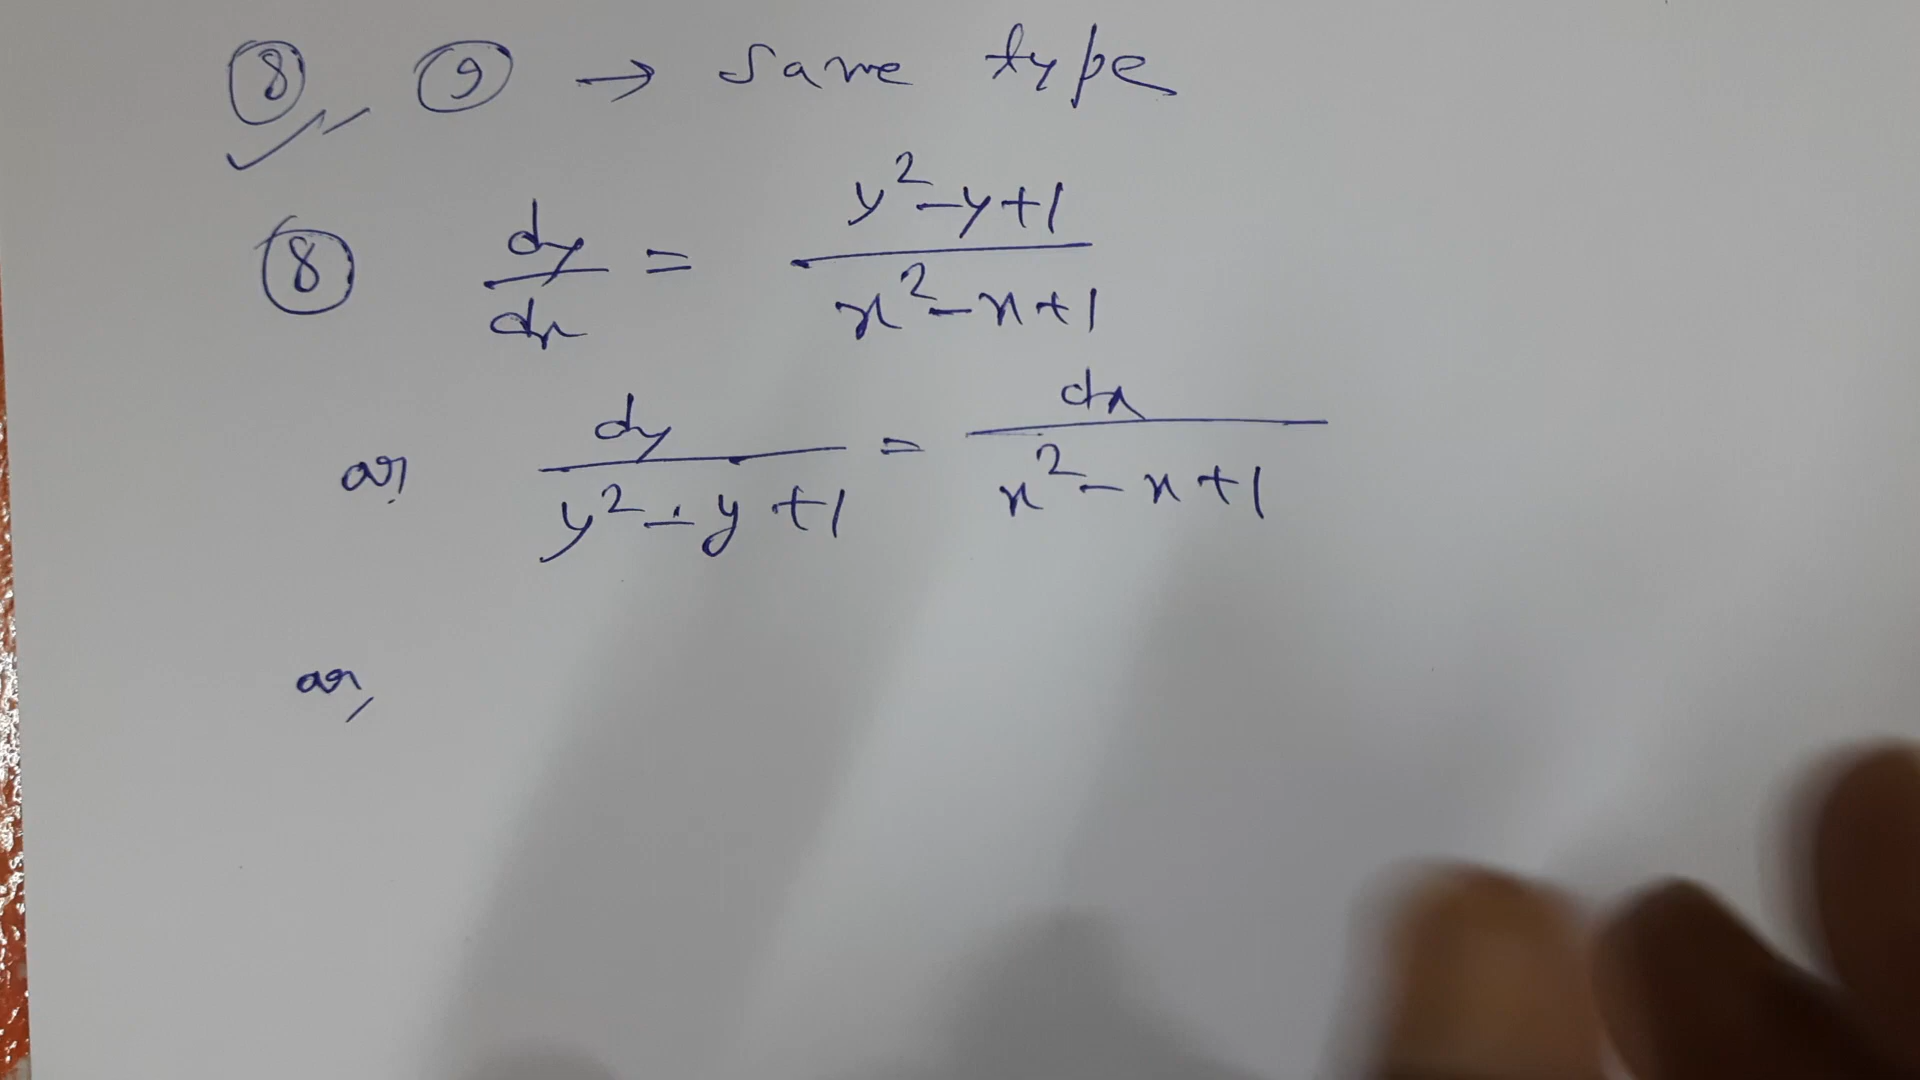 8 9 → Same type
8 dy/dx = y²-y+1/x²-x+1
or, dy/y²-y+1 = dx/x²-x+1
or,